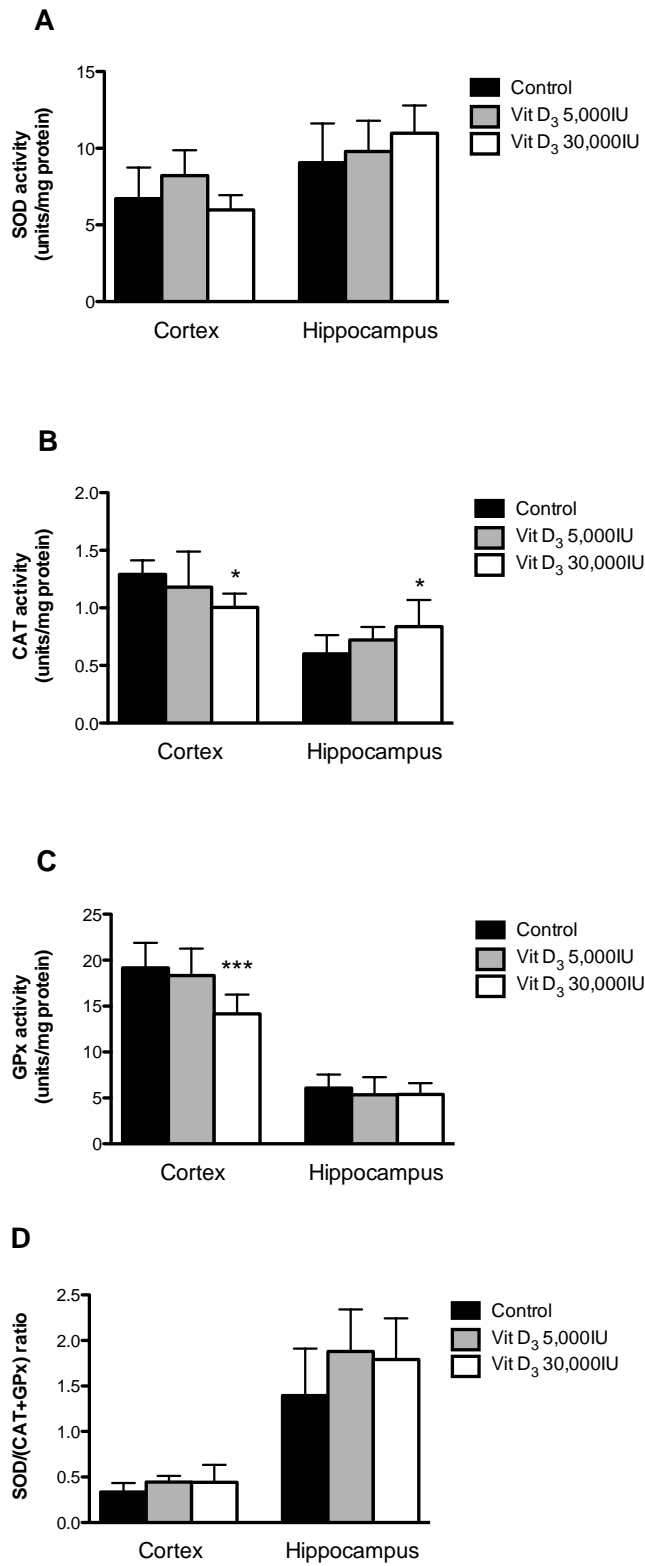 A
SOD activity
(units/mg protein)
15
10
5
0
Cortex
Hippocampus
Control
Vit D3 5,000IU
Vit D3 30,000IU
B
CAT activity
(units/mg protein)
2.0
1.5
1.0
0.5
0.0
*
*
Cortex
Hippocampus
Control
Vit D3 5,000IU
Vit D3 30,000IU
C
GPx activity
(units/mg protein)
25
20
15
10
5
0
***
Cortex
Hippocampus
Control
Vit D3 5,000IU
Vit D3 30,000IU
D
SOD/(CAT+GPx) ratio
2.5
2.0
1.5
1.0
0.5
0.0
Cortex
Hippocampus
Control
Vit D3 5,000IU
Vit D3 30,000IU